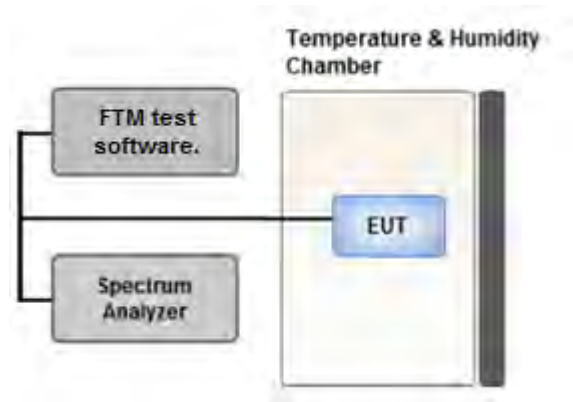 Temperature & Humidity
Chamber
FTM test
software.
EUT
Spectrum
Analyzer